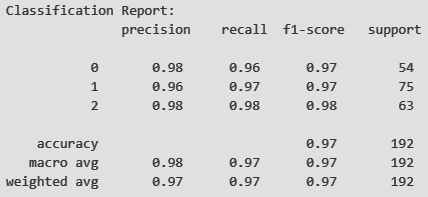 Classification Report:
precision recall f1-score support
0 0.98 0.96 0.97 54
1 0.96 0.97 0.97 75
2 0.98 0.98 0.98 63
accuracy 0.97 192
macro avg 0.98 0.97 0.97 192
weighted avg 0.97 0.97 0.97 192